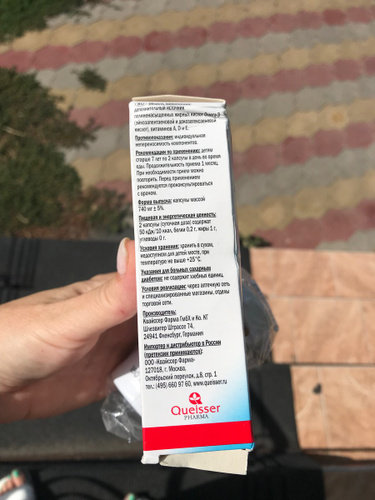 дополнительный источник
полиненасыщенных жирных кислот Омега-3
(эйкозапентаеновой и докозагексаеновой
кислот), витаминов A, D и E.
Противопоказания: индивидуальная
непереносимость компонентов.
Рекомендации по применению: детям
старше 7 лет по 2 капсулы в день во время
еды. Продолжительность приема 1 месяц.
При необходимости прием можно
повторить. Перед применением
рекомендуется проконсультироваться
с врачом.
Форма выпуска: капсулы массой
740 мг ± 5%.
Пищевая и энергетическая ценность:
2 капсулы (суточная доза) содержат
50 кДж/10 ккал, белки 0,2 г, жиры 1 г,
углеводы 0 г.
Условия хранения: хранить в сухом,
недоступном для детей месте, при
температуре не выше +25°C.
Указания для больных сахарным
диабетом: не содержит хлебных единиц.
Условия реализации: через аптечную сеть
и специализированные магазины, отделы
торговой сети.
Производитель:
Квайссер Фарма ГмбХ и Ко. КГ
Шлезвигер Штрассе 74,
24941 Фленсбург, Германия
Импортер и дистрибьютор в России
(претензии принимаются):
ООО «Квайссер Фарма»
127018, г. Москва,
Октябрьский переулок, д.8, стр. 1
тел.: (495) 660 97 60, www.queisser.ru
Queisser
PHARMA